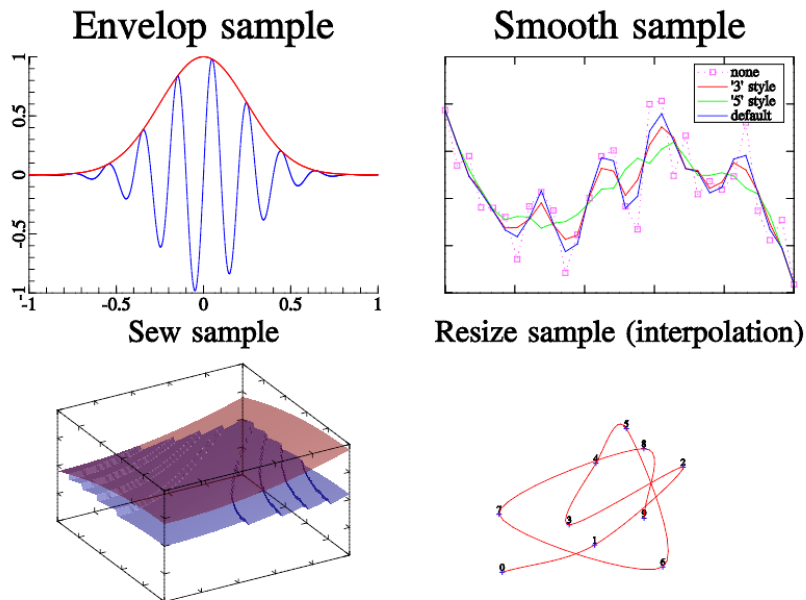 Envelop sample
Smooth sample
1
0.5
0
-0.5
-1
-1
-0.5
0
0.5
1
none
'3' style
'5' style
default
Sew sample
Resize sample (interpolation)
5
8
4
2
7
3
9
1
0
6